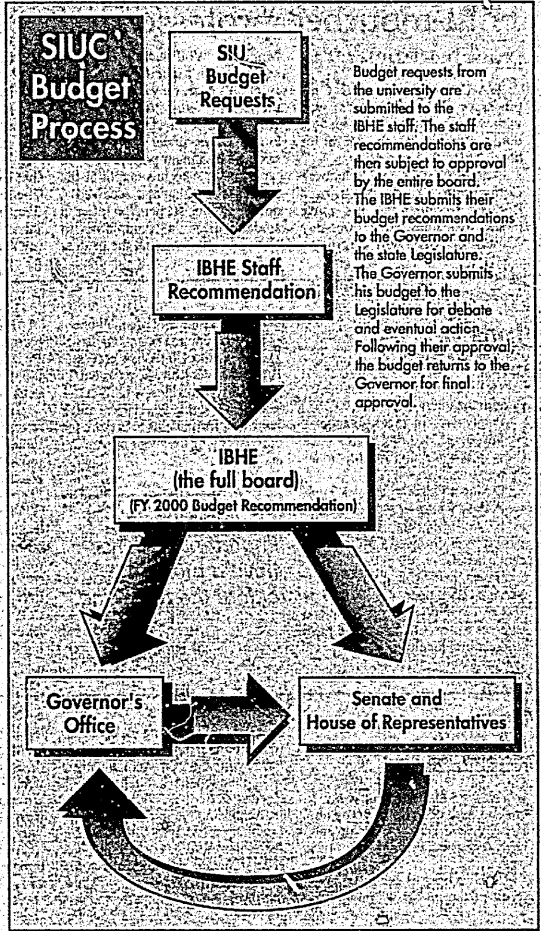 SIUC
Budget
Process
SIU
Budget
Requests
Budget requests from
the university are
submitted to the
IBHE staff. The staff
recommendations are
then subject to approval
by the entire board.
The IBHE submits their
budget recommendations
to the Governor and
the state Legislature.
The Governor submits
his budget to the
Legislature for debate
and eventual action.
Following their approval
the budget returns to the
Governor for final
approval.
IBHE Staff
Recommendation
IBHE
(the full board)
(FY 2000 Budget Recommendation)
Governor's
Office
Senate and
House of Representatives